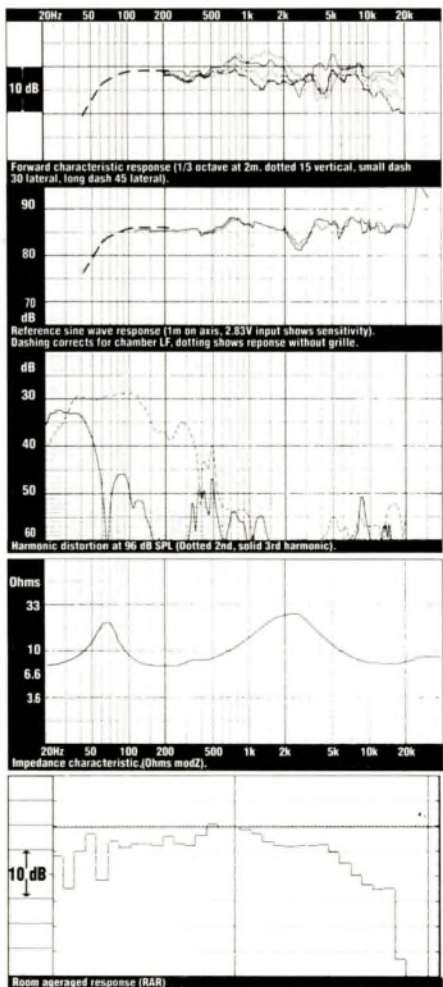 20Hz 50 100 200 500 1k 2k 5k 10k 20k
10 dB
Forward characteristic response (1/3 octave at 2m. dotted 15 vertical, small dash
30 lateral, long dash 45 lateral).
90
80
70
dB
Reference sine wave response (1m on axis, 2.83V input shows sensitivity).
Dashing corrects for chamber LF, dotting shows reponse without grille.
dB
30
40
50
60
Harmonic distortion at 96 dB SPL (Dotted 2nd, solid 3rd harmonic).
Ohms
33
10
6.6
3.6
20Hz 50 100 200 500 1k 2k 5k 10k 20k
Impedance characteristic.(Ohms modZ).
10 dB
Room ageraged response (RAR)